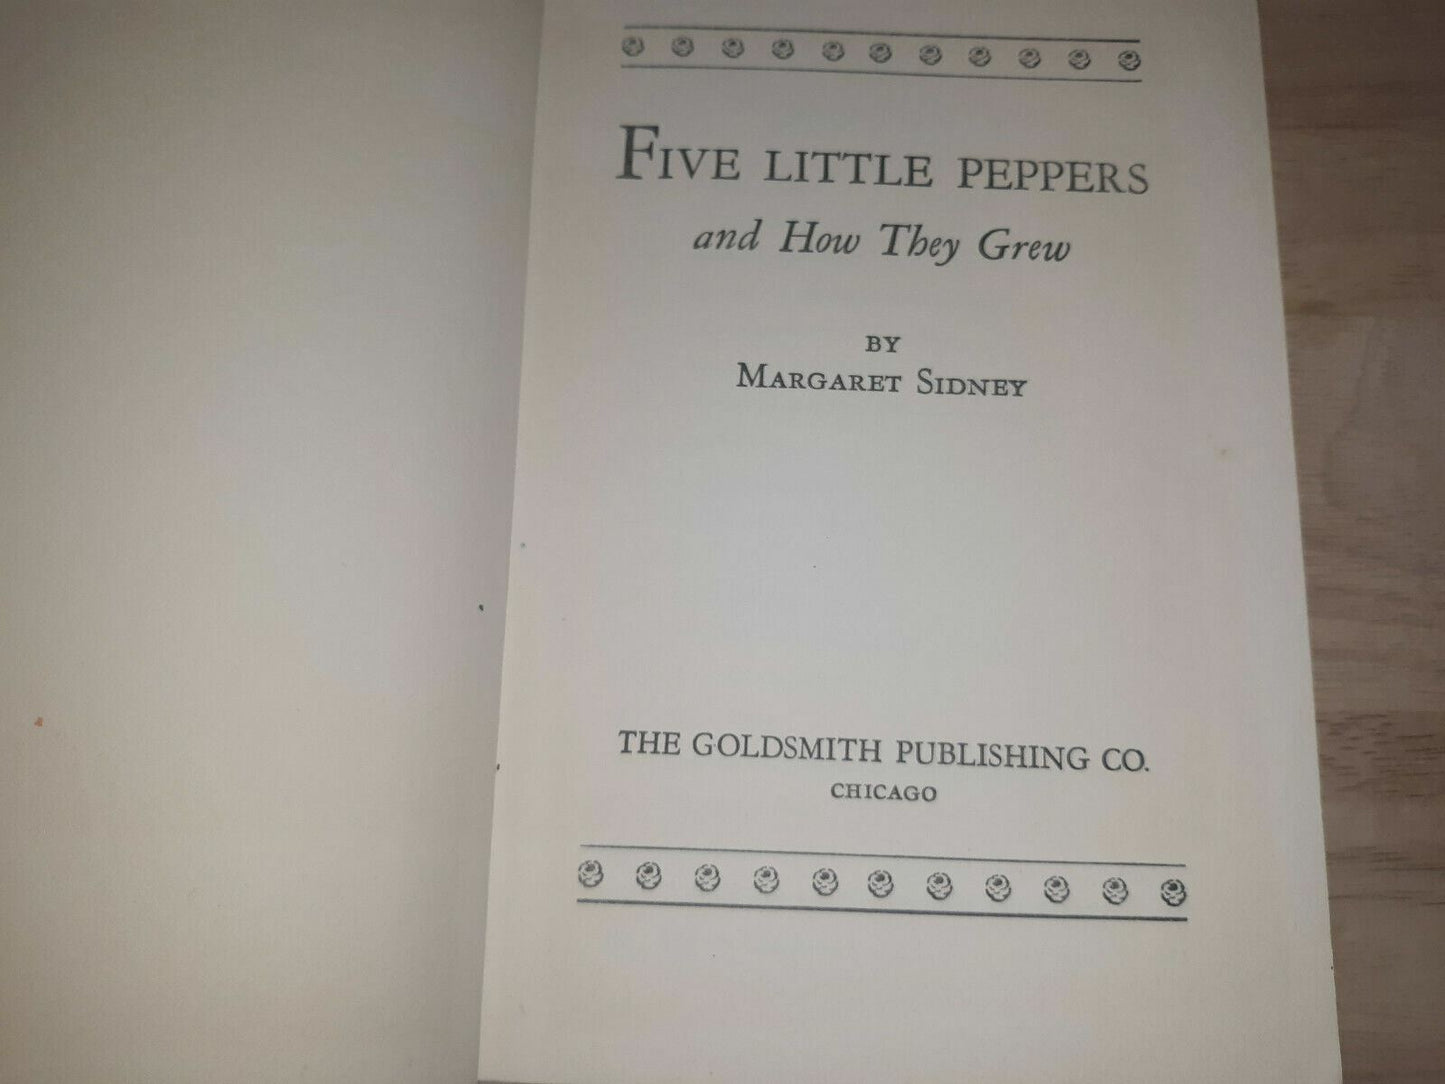 Five little peppers
and How They Grew
by
Margaret Sidney
THE GOLDSMITH PUBLISHING CO.
CHICAGO